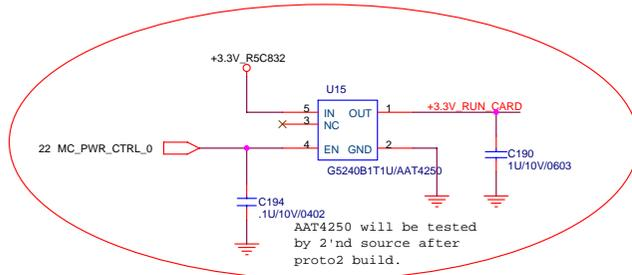 +3.3V_R5C832
U15
5 IN OUT 1
+3.3V_RUN_CARD
3 NC
22 MC_PWR_CTRL_0
4 EN GND 2
G5240B1T1U/AAT4250
C190
1U/10V/0603
C194
.1U/10V/0402
AAT4250 will be tested
by 2'nd source after
proto2 build.